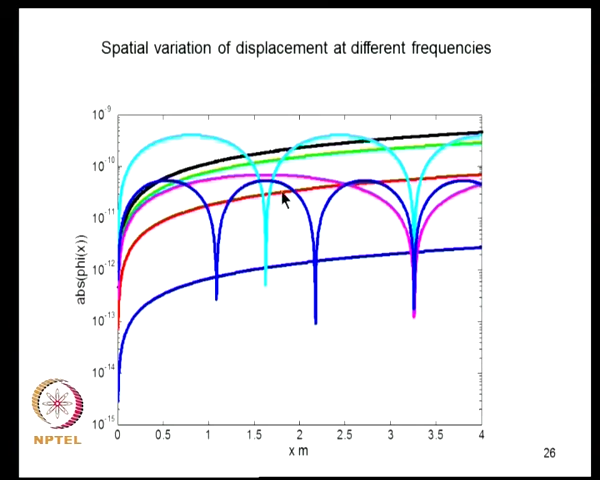 Spatial variation of displacement at different frequencies
10^-9
10^-10
10^-11
10^-12
10^-13
10^-14
10^-15
abs(phi(x))
0 0.5 1 1.5 2 2.5 3 3.5 4
x m
NPTEL
26